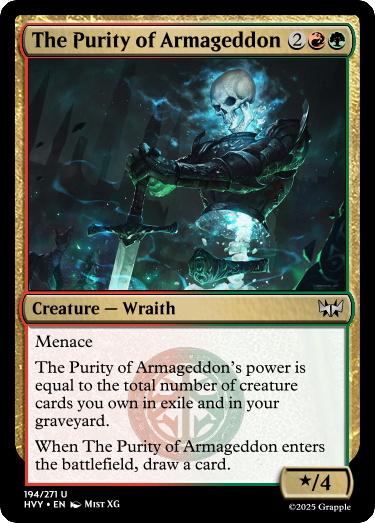 The Purity of Armageddon 2
Creature — Wraith
Menace
The Purity of Armageddon's power is
equal to the total number of creature
cards you own in exile and in your
graveyard.
When The Purity of Armageddon enters
the battlefield, draw a card.
★/4
194/271 U
HVY • EN Mist XG
©2025 Grapple